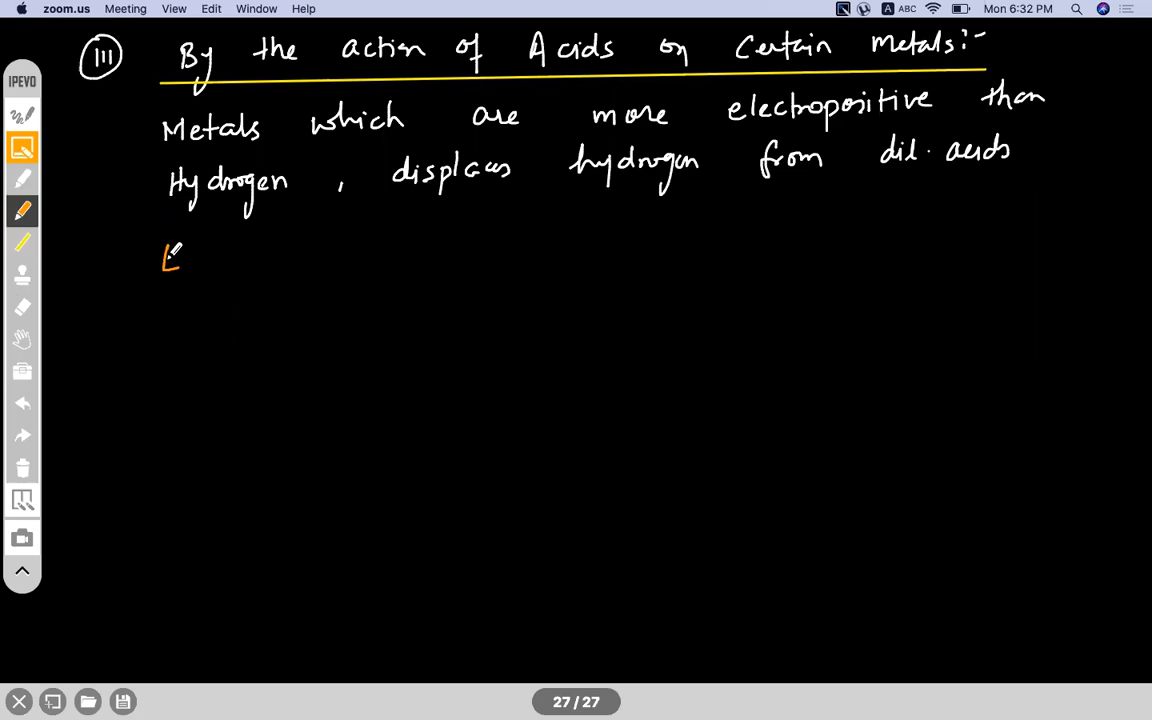 zoom.us Meeting View Edit Window Help A ABC Mon 6:32 PM
III By the action of Acids on Certain Metals:-
IPEVO
Metals which are more electropositive than
Hydrogen , displaces hydrogen from dil. acids
27 / 27